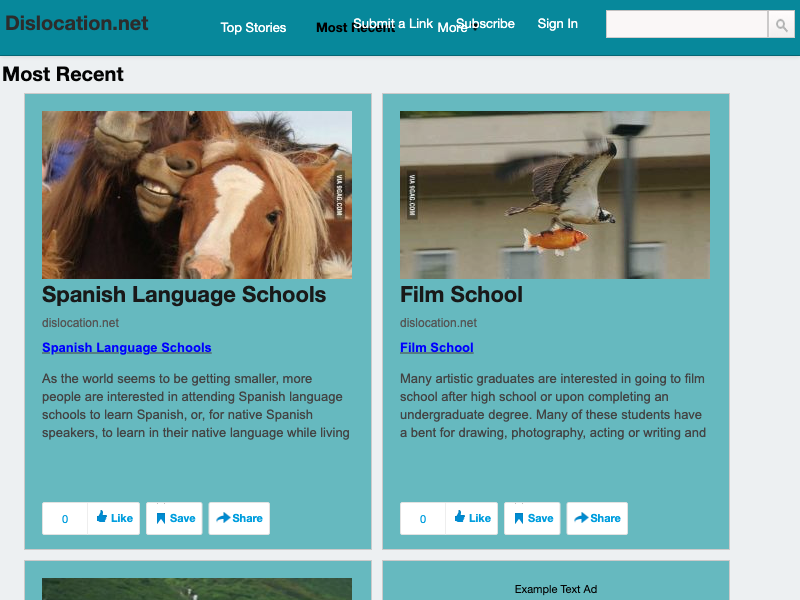 Dislocation.net
Top Stories
Most Recent
Submit a Link
More
Subscribe
Sign In
Most Recent
VIA 9GAG.COM
VIA 9GAG.COM
Spanish Language Schools
dislocation.net
Spanish Language Schools
As the world seems to be getting smaller, more
people are interested in attending Spanish language
schools to learn Spanish, or, for native Spanish
speakers, to learn in their native language while living
0
Like
Save
Share
Film School
dislocation.net
Film School
Many artistic graduates are interested in going to film
school after high school or upon completing an
undergraduate degree. Many of these students have
a bent for drawing, photography, acting or writing and
0
Like
Save
Share
Example Text Ad